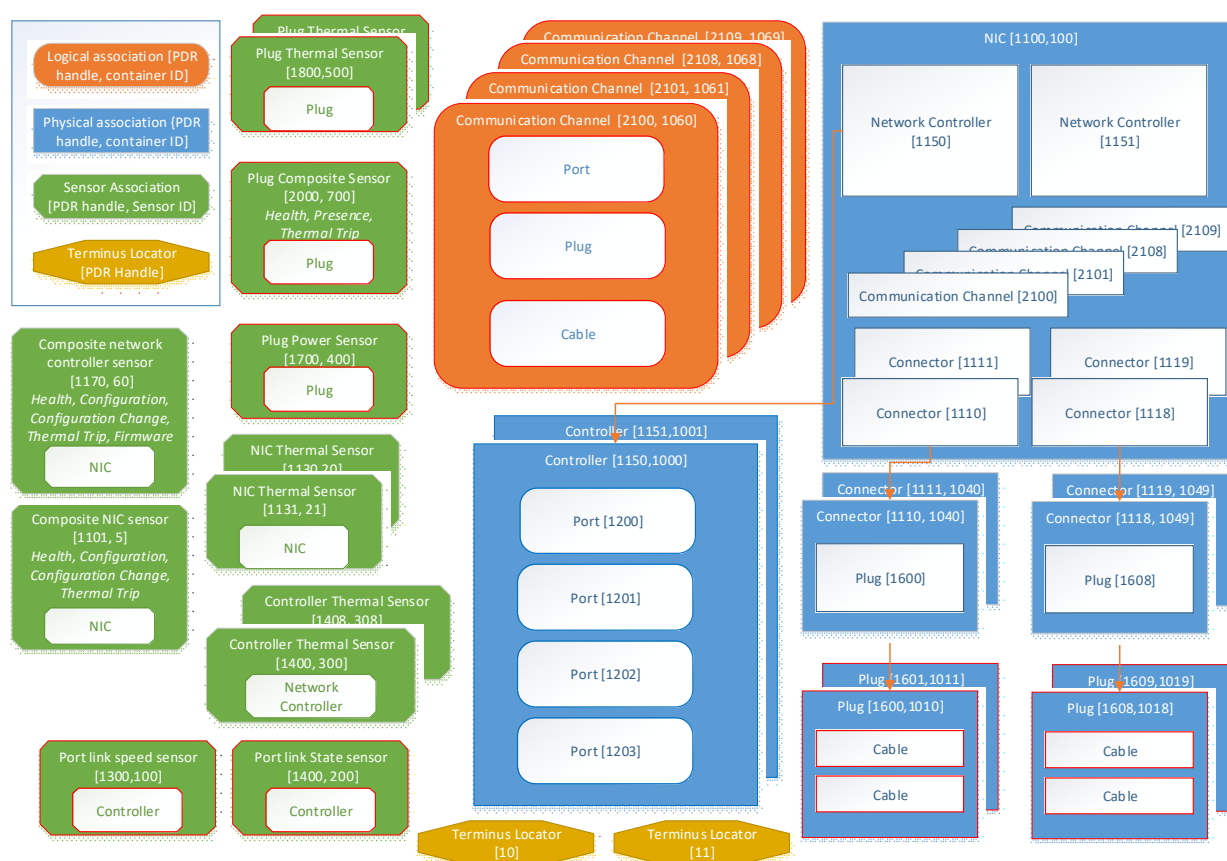 Logical association [PDR
handle, container ID]
Physical association {PDR
handle, container ID]
Sensor Association
[PDR handle, Sensor ID]
Terminus Locator
[PDR Handle]
Plug Thermal Sensor
Plug Thermal Sensor
[1800,500]
Plug
Plug Composite Sensor
[2000, 700]
Health, Presence,
Thermal Trip
Plug
Plug Power Sensor
[1700, 400]
Plug
Composite network
controller sensor
[1170, 60]
Health, Configuration,
Configuration Change,
Thermal Trip, Firmware
NIC
NIC Thermal Sensor
[1130,20]
NIC Thermal Sensor
[1131, 21]
NIC
Composite NIC sensor
[1101, 5]
Health, Configuration,
Configuration Change,
Thermal Trip
NIC
Controller Thermal Sensor
[1408, 308]
Controller Thermal Sensor
[1400, 300]
Network
Controller
Port link speed sensor
[1300,100]
Controller
Port link State sensor
[1400, 200]
Controller
Communication Channel [2109, 1069]
Communication Channel [2108, 1068]
Communication Channel [2101, 1061]
Communication Channel [2100, 1060]
Port
Plug
Cable
Controller [1151,1001]
Controller [1150,1000]
Port [1200]
Port [1201]
Port [1202]
Port [1203]
Terminus Locator
[10]
Terminus Locator
[11]
NIC [1100,100]
Network Controller
[1150]
Network Controller
[1151]
Communication Channel [2109]
Communication Channel [2108]
Communication Channel [2101]
Communication Channel [2100]
Connector [1111]
Connector [1119]
Connector [1110]
Connector [1118]
Connector [1111, 1040]
Connector [1110, 1040]
Plug [1600]
Connector [1119, 1049]
Connector [1118, 1049]
Plug [1608]
Plug [1601,1011]
Plug [1600,1010]
Cable
Cable
Plug [1609,1019]
Plug [1608,1018]
Cable
Cable